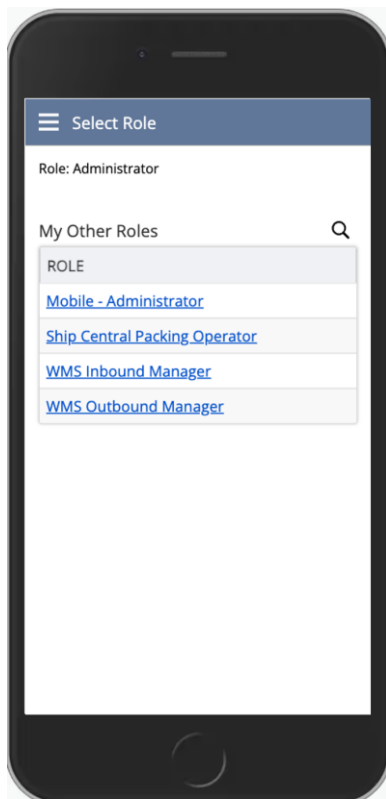 Select Role
Role: Administrator
My Other Roles
ROLE
Mobile - Administrator
Ship Central Packing Operator
WMS Inbound Manager
WMS Outbound Manager